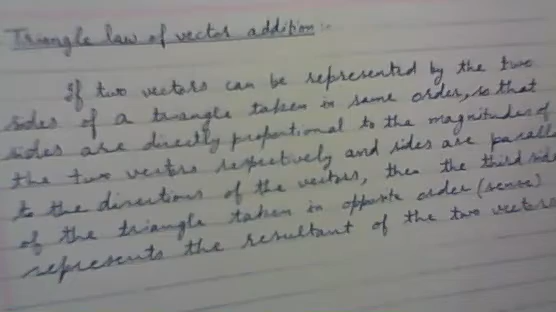 Triangle law of vector addition :-
If two vectors can be represented by the two
sides of a triangle taken in same order, so that
sides are directly proportional to the magnitudes of
the two vectors respectively and sides are parall
to the directions of the vectors, then the third sid
of the triangle taken in opposite order (sense)
represents the resultant of the two vectors